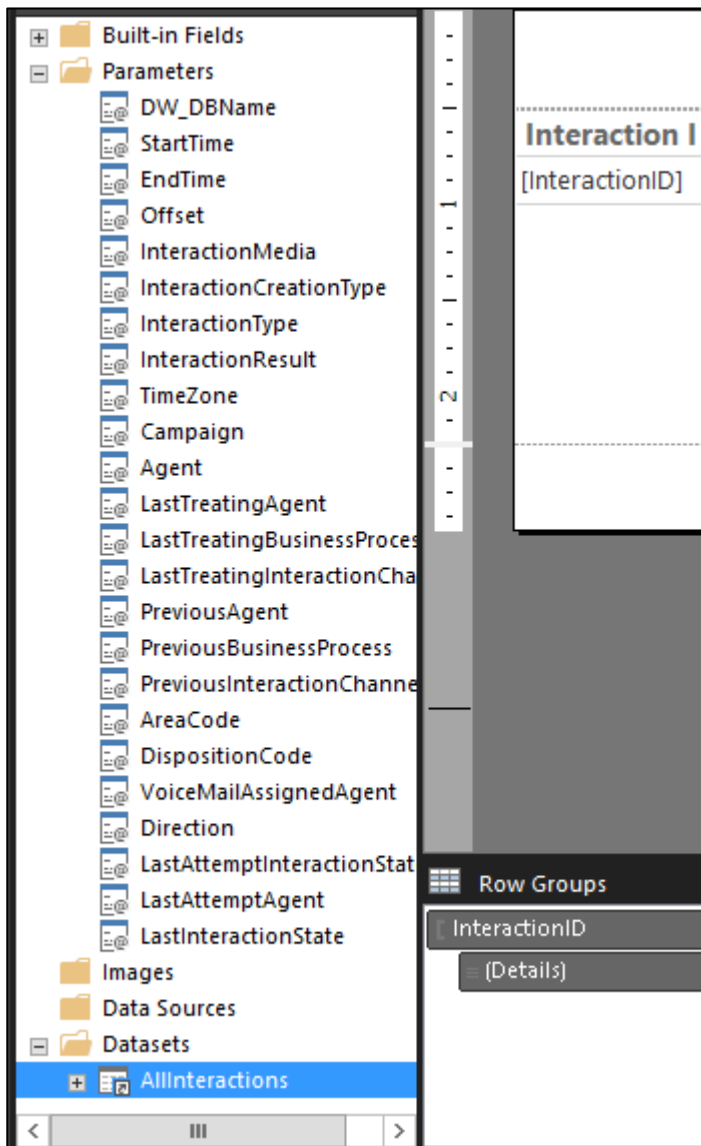 Built-in Fields
Parameters
DW_DBName
StartTime
EndTime
Offset
InteractionMedia
InteractionCreationType
InteractionType
InteractionResult
TimeZone
Campaign
Agent
LastTreatingAgent
LastTreatingBusinessProces
LastTreatingInteractionCha
PreviousAgent
PreviousBusinessProcess
PreviousInteractionChanne
AreaCode
DispositionCode
VoiceMailAssignedAgent
Direction
LastAttemptInteractionStat
LastAttemptAgent
LastInteractionState
Images
Data Sources
Datasets
AllInteractions
1
2
Interaction I
[InteractionID]
Row Groups
InteractionID
(Details)